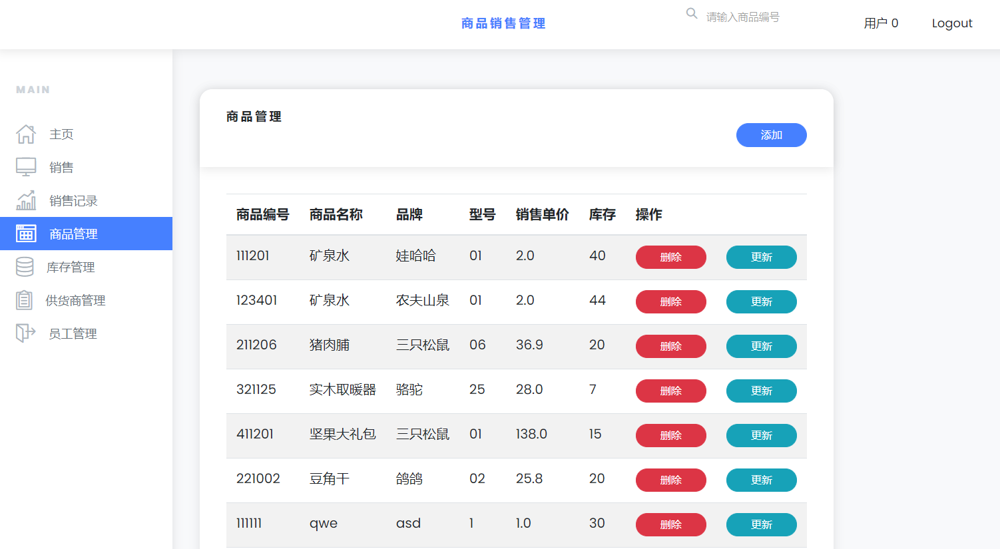 商品销售管理
请输入商品编号
用户 0
Logout
MAIN
主页
销售
销售记录
商品管理
库存管理
供货商管理
员工管理
商品管理
添加
商品编号 商品名称 品牌 型号 销售单价 库存 操作
111201 矿泉水 娃哈哈 01 2.0 40 删除 更新
123401 矿泉水 农夫山泉 01 2.0 44 删除 更新
211206 猪肉脯 三只松鼠 06 36.9 20 删除 更新
321125 实木取暖器 骆驼 25 28.0 7 删除 更新
411201 坚果大礼包 三只松鼠 01 138.0 15 删除 更新
221002 豆角干 鸽鸽 02 25.8 20 删除 更新
111111 qwe asd 1 1.0 30 删除 更新